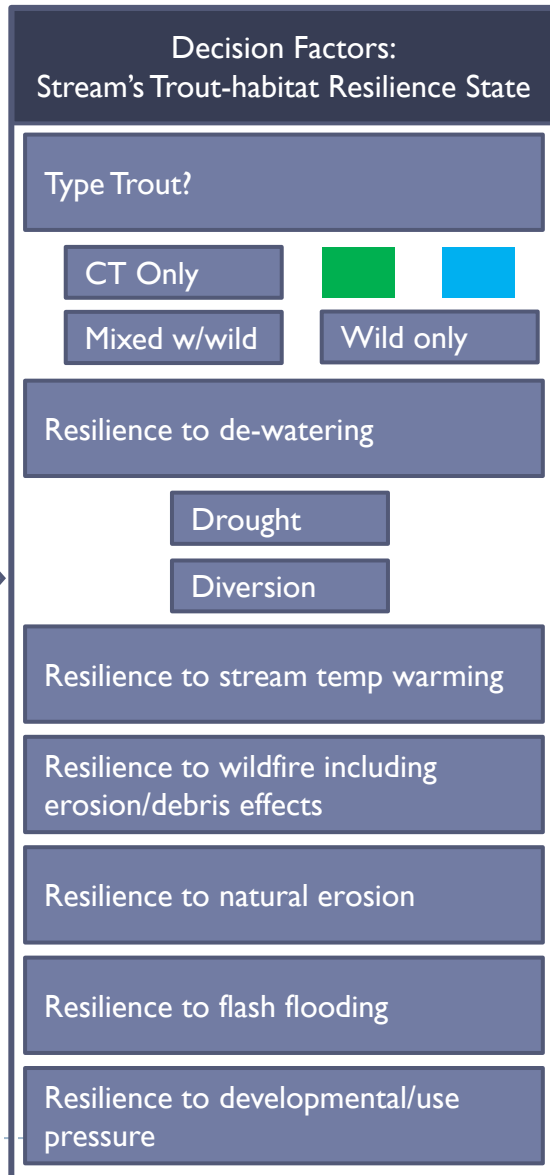 Decision Factors:
Stream's Trout-habitat Resilience State
Type Trout?
CT Only
Mixed w/wild
Wild only
Resilience to de-watering
Drought
Diversion
Resilience to stream temp warming
Resilience to wildfire including
erosion/debris effects
Resilience to natural erosion
Resilience to flash flooding
Resilience to developmental/use
pressure